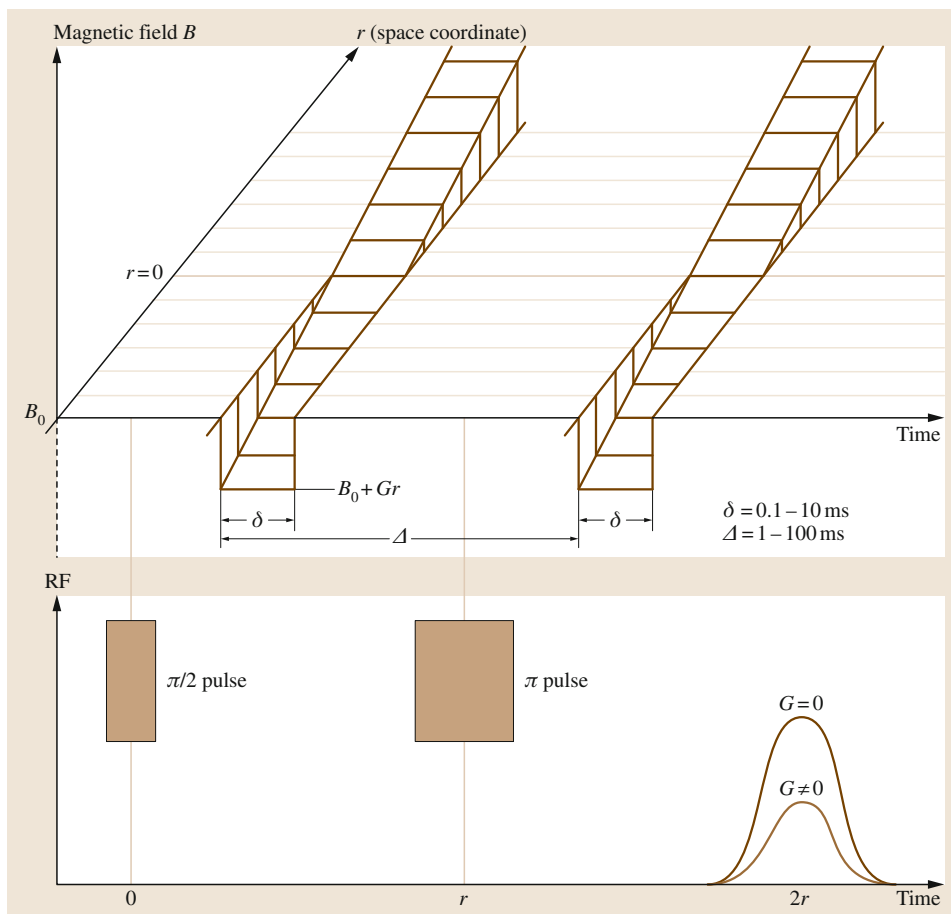 Magnetic field B
r (space coordinate)
r = 0
B₀
Time
B₀ + Gr
δ
δ
Δ
δ = 0.1 – 10 ms
Δ = 1 – 100 ms
RF
π/2 pulse
π pulse
G = 0
G ≠ 0
0
r
2r
Time